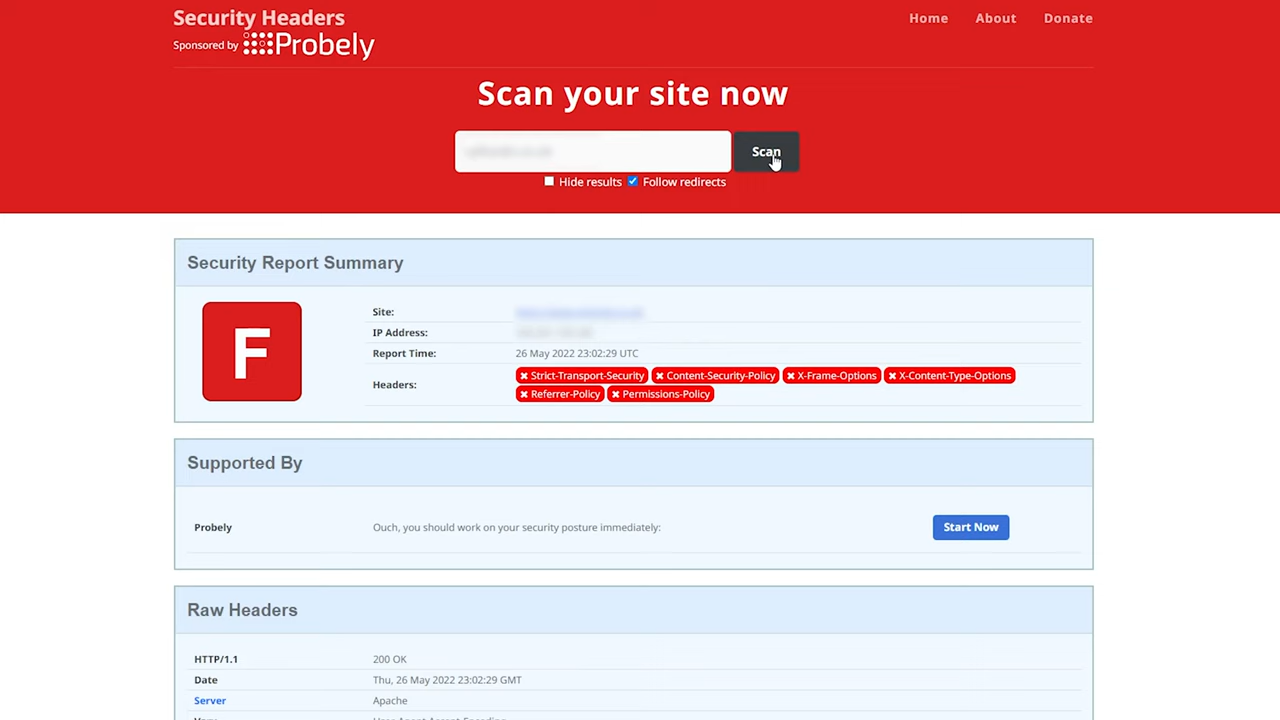 Security Headers
Home About Donate
Sponsored by Probely
Scan your site now
Scan
Hide results Follow redirects
Security Report Summary
F
Site:
IP Address:
Report Time: 26 May 2022 23:02:29 UTC
Headers: Strict-Transport-Security Content-Security-Policy X-Frame-Options X-Content-Type-Options
Referrer-Policy Permissions-Policy
Supported By
Probely Ouch, you should work on your security posture immediately: Start Now
Raw Headers
HTTP/1.1 200 OK
Date Thu, 26 May 2022 23:02:29 GMT
Server Apache